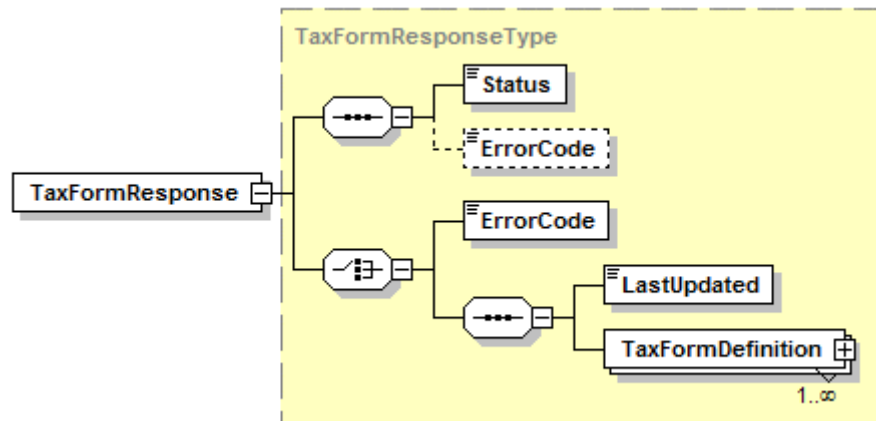 TaxFormResponseType
Status
ErrorCode
TaxFormResponse
ErrorCode
LastUpdated
TaxFormDefinition
1..∞